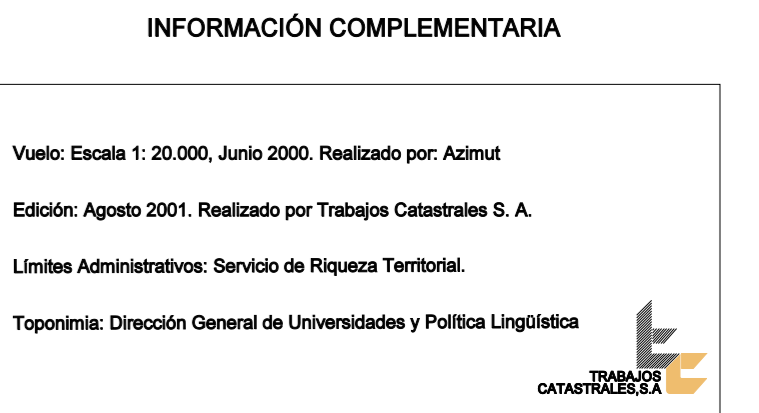 INFORMACIÓN COMPLEMENTARIA
Vuelo: Escala 1: 20.000, Junio 2000. Realizado por: Azimut
Edición: Agosto 2001. Realizado por Trabajos Catastrales S. A.
Límites Administrativos: Servicio de Riqueza Territorial.
Toponimia: Dirección General de Universidades y Política Lingüística
TRABAJOS
CATASTRALES,S.A